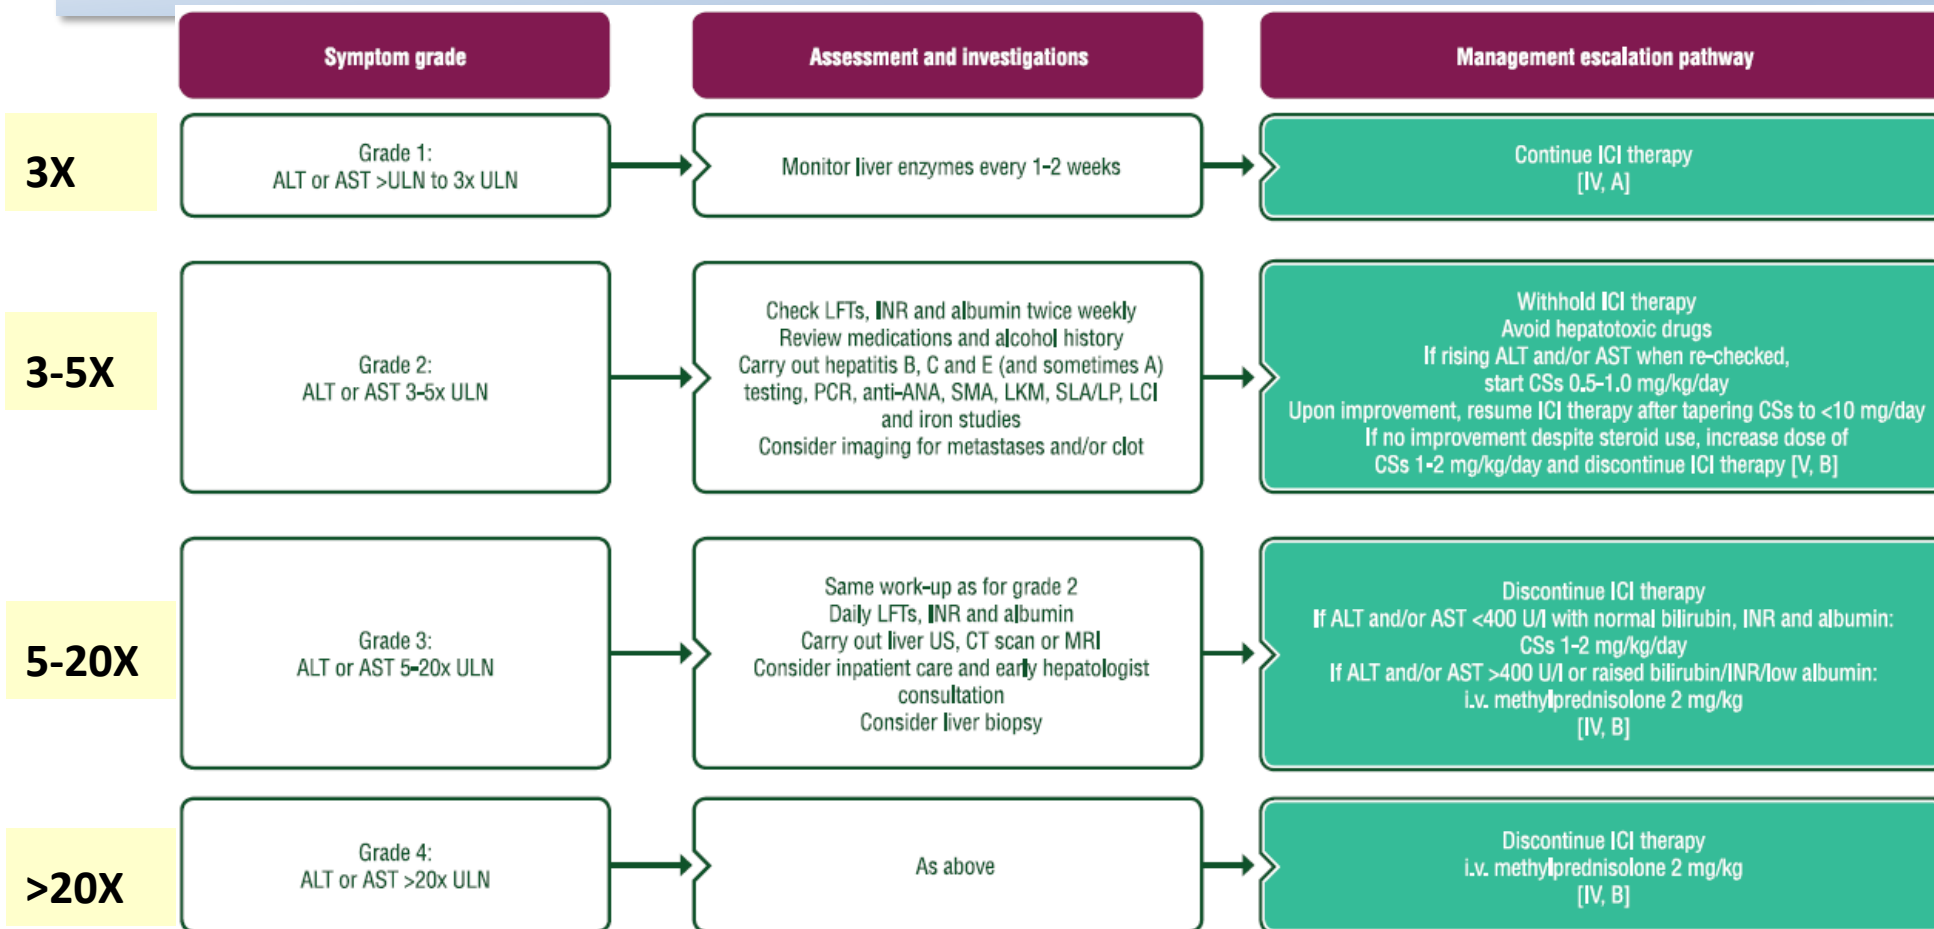 Symptom grade
Assessment and investigations
Management escalation pathway
3X
Grade 1:
ALT or AST >ULN to 3x ULN
Monitor liver enzymes every 1-2 weeks
Continue ICI therapy
[IV, A]
3-5X
Grade 2:
ALT or AST 3-5x ULN
Check LFTs, INR and albumin twice weekly
Review medications and alcohol history
Carry out hepatitis B, C and E (and sometimes A)
testing, PCR, anti-ANA, SMA, LKM, SLA/LP, LCI
and iron studies
Consider imaging for metastases and/or clot
Withhold ICI therapy
Avoid hepatotoxic drugs
If rising ALT and/or AST when re-checked,
start CSs 0.5-1.0 mg/kg/day
Upon improvement, resume ICI therapy after tapering CSs to <10 mg/day
If no improvement despite steroid use, increase dose of
CSs 1-2 mg/kg/day and discontinue ICI therapy [V, B]
5-20X
Grade 3:
ALT or AST 5-20x ULN
Same work-up as for grade 2
Daily LFTs, INR and albumin
Carry out liver US, CT scan or MRI
Consider inpatient care and early hepatologist
consultation
Consider liver biopsy
Discontinue ICI therapy
If ALT and/or AST <400 U/l with normal bilirubin, INR and albumin:
CSs 1-2 mg/kg/day
If ALT and/or AST >400 U/l or raised bilirubin/INR/low albumin:
i.v. methylprednisolone 2 mg/kg
[IV, B]
>20X
Grade 4:
ALT or AST >20x ULN
As above
Discontinue ICI therapy
i.v. methylprednisolone 2 mg/kg
[IV, B]